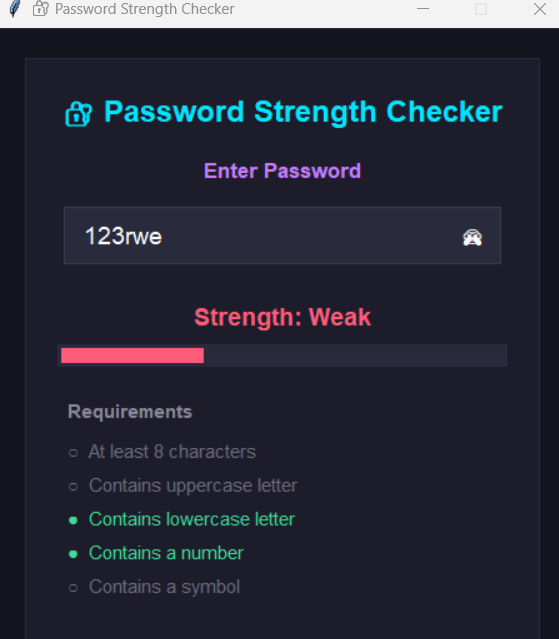 Password Strength Checker
Password Strength Checker
Enter Password
123rwe
Strength: Weak
Requirements
At least 8 characters
Contains uppercase letter
Contains lowercase letter
Contains a number
Contains a symbol